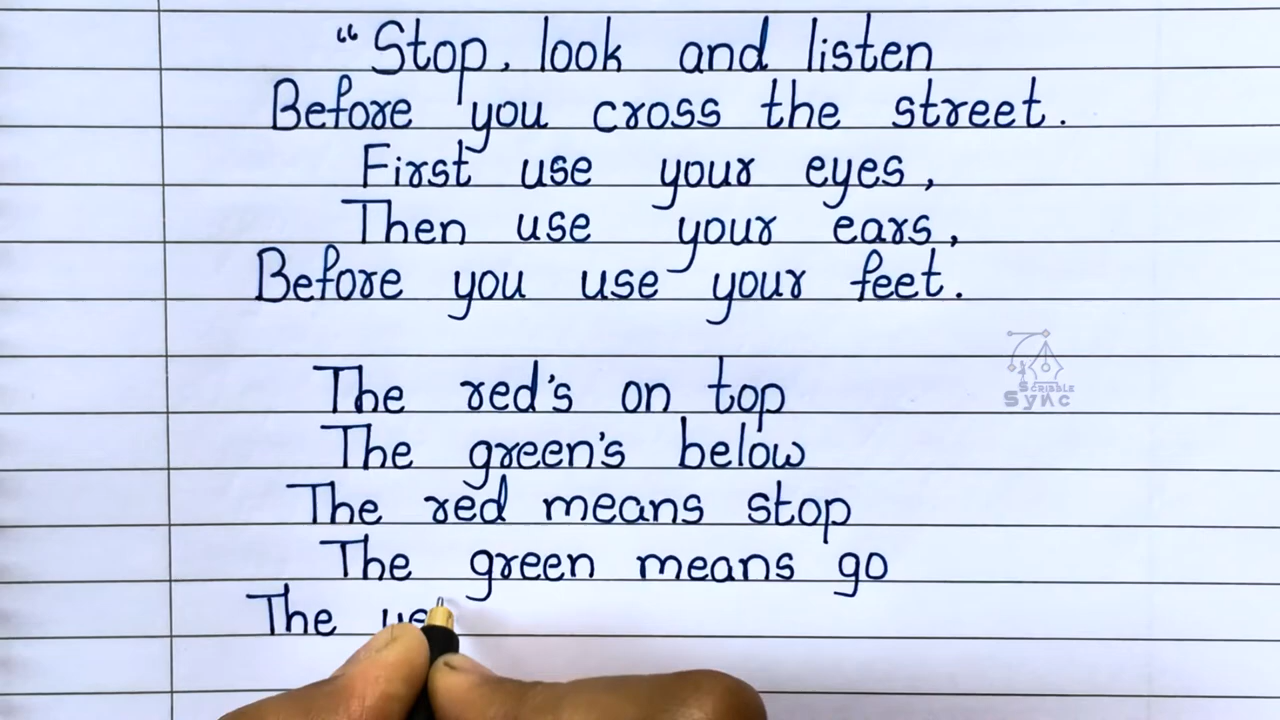 “Stop, look and listen
Before you cross the street.
First use your eyes,
Then use your ears,
Before you use your feet.
The red's on top
The green's below
The red means stop
The green means go
The
Scribble
Sync